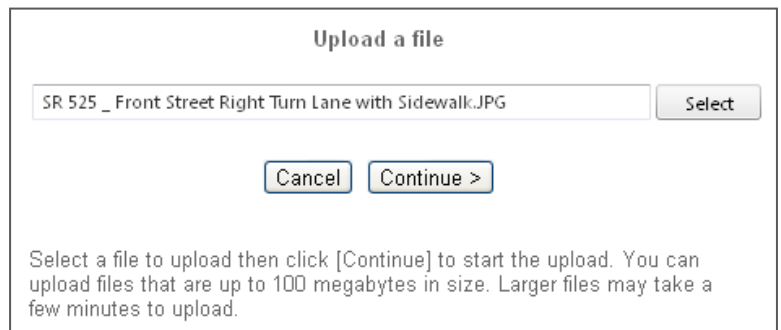 Upload a file
SR 525 _ Front Street Right Turn Lane with Sidewalk.JPG
Select
Cancel
Continue >
Select a file to upload then click [Continue] to start the upload. You can
upload files that are up to 100 megabytes in size. Larger files may take a
few minutes to upload.